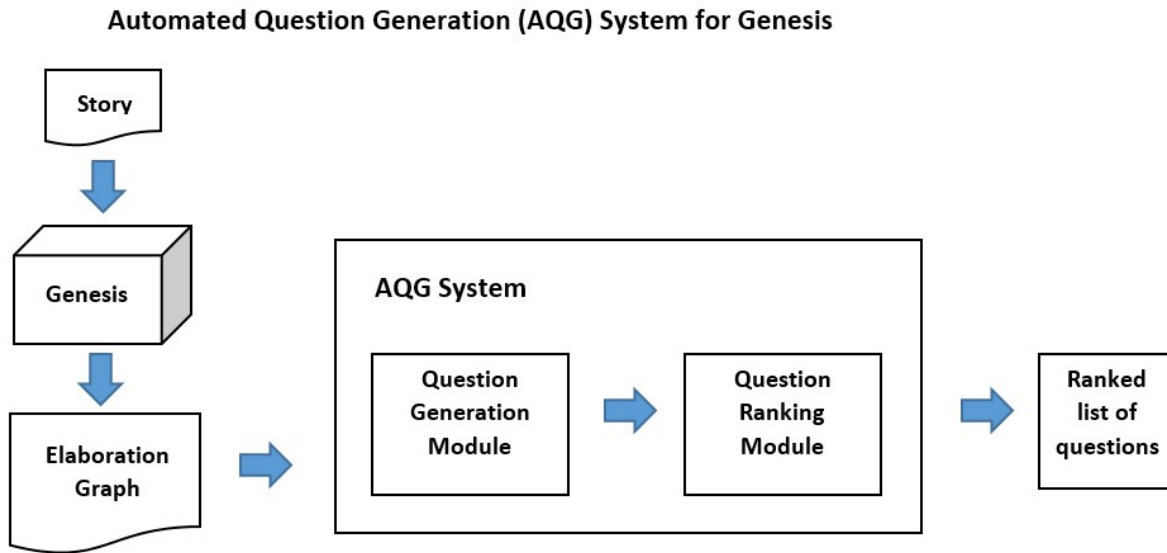 Automated Question Generation (AQG) System for Genesis
Story
Genesis
Elaboration
Graph
AQG System
Question
Generation
Module
Question
Ranking
Module
Ranked
list of
questions